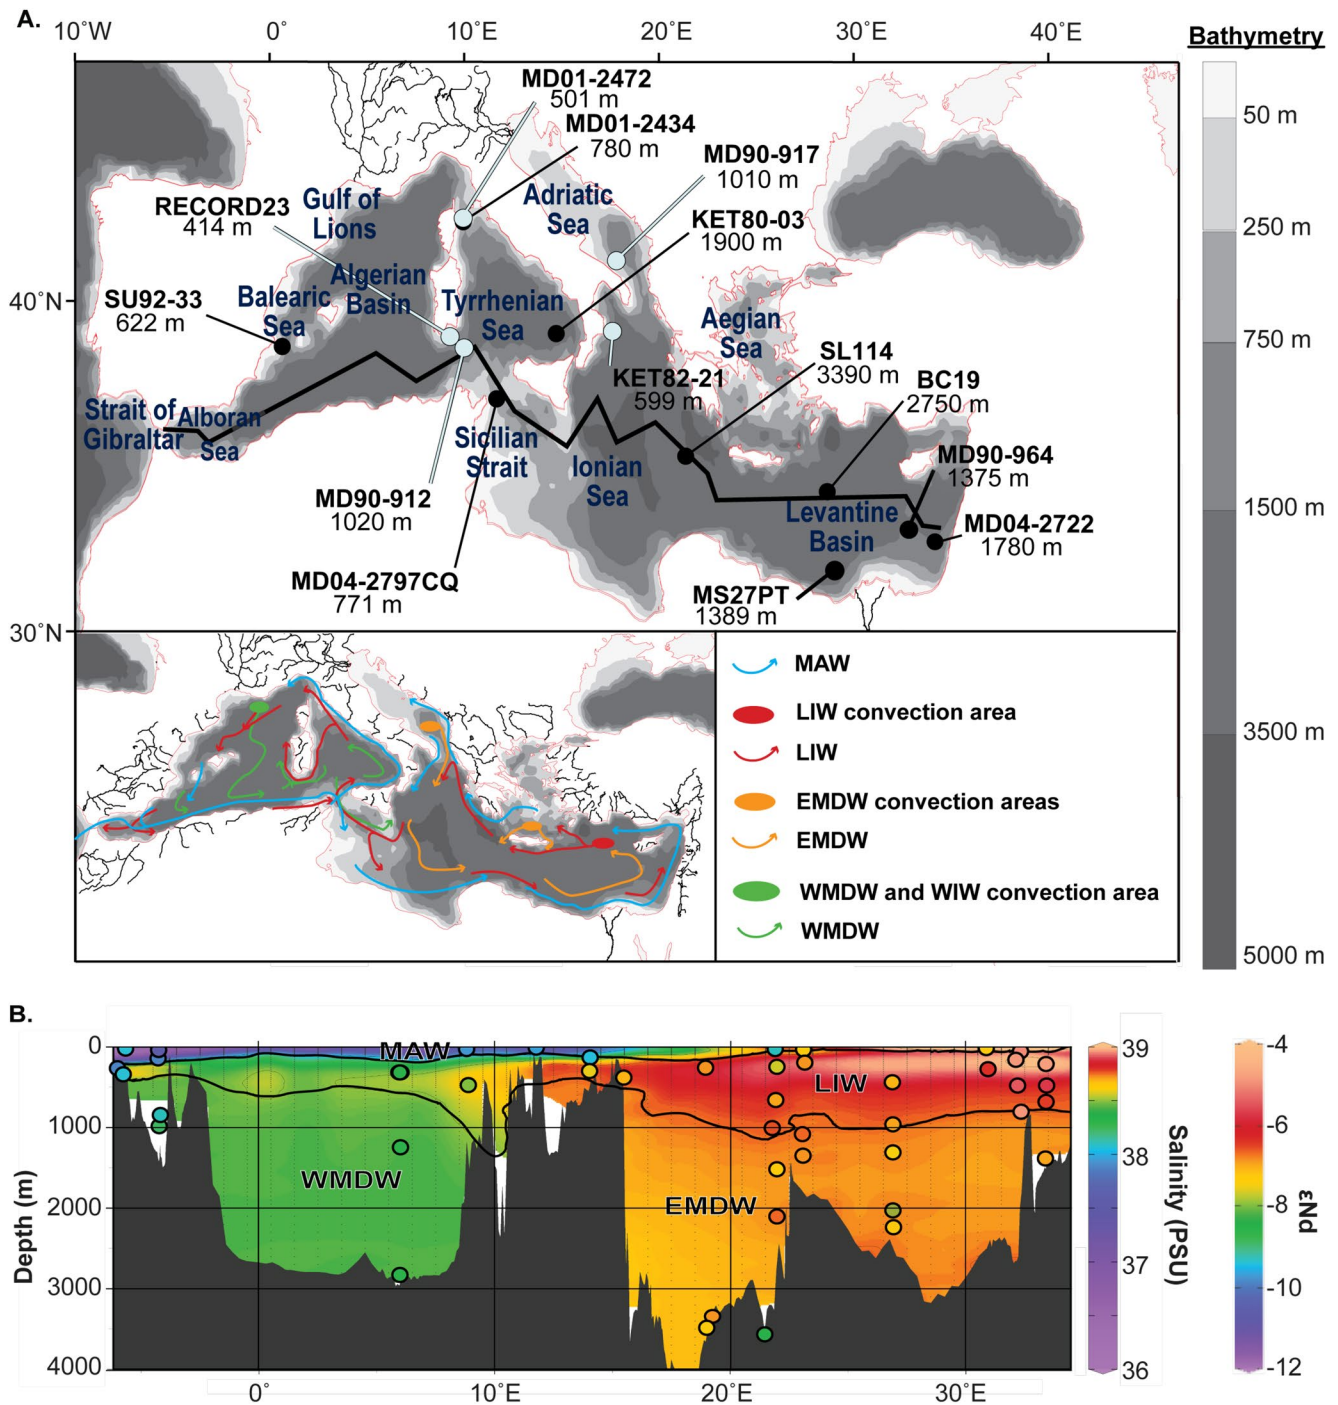 A.
10°W
0°
10°E
20°E
30°E
40°E
Bathymetry
MD01-2472
501 m
MD01-2434
780 m
MD90-917
1010 m
50 m
Gulf of
Lions
Adriatic
Sea
RECORD23
414 m
KET80-03
1900 m
250 m
Algerian
Basin
40°N
SU92-33
622 m
Balearic
Sea
Tyrrhenian
Sea
Aegian
Sea
750 m
SL114
3390 m
KET82-21
599 m
BC19
2750 m
Strait of
Gibraltar
Alboran
Sea
Sicilian
Strait
Ionian
Sea
MD90-964
1375 m
1500 m
MD90-912
1020 m
Levantine
Basin
MD04-2722
1780 m
MD04-2797CQ
771 m
MS27PT
1389 m
30°N
MAW
LIW convection area
3500 m
LIW
EMDW convection areas
EMDW
WMDW and WIW convection area
WMDW
5000 m
B.
0
1000
2000
3000
4000
Depth (m)
MAW
LIW
WMDW
EMDW
0°
10°E
20°E
30°E
39
38
37
36
Salinity (PSU)
-4
-6
-8
-10
-12
εNd